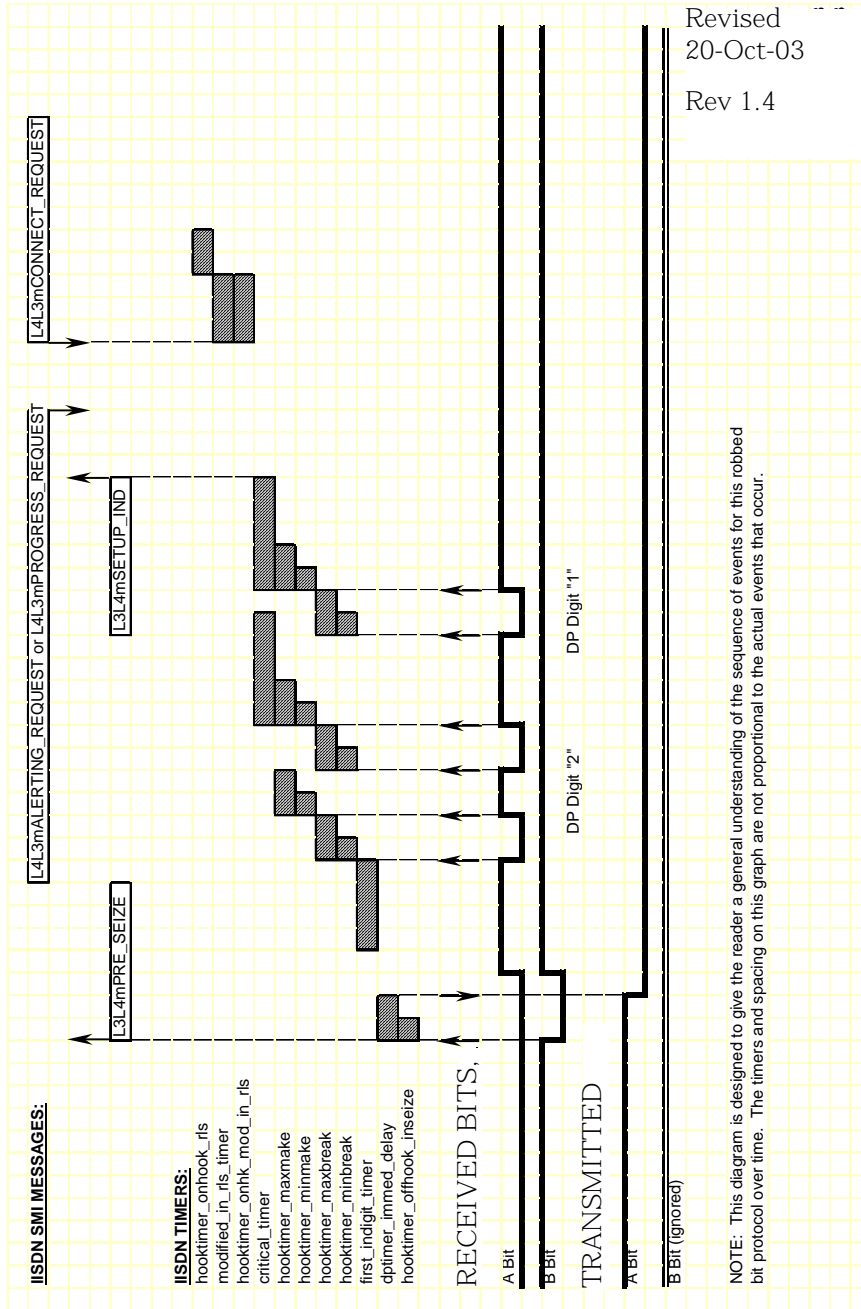 Revised
20-Oct-03
Rev 1.4
IISDN SMI MESSAGES:
L4L3mALERTING_REQUEST or L4L3mPROGRESS_REQUEST
L4L3mCONNECT_REQUEST
L3L4mPRE_SEIZE
L3L4mSETUP_IND
IISDN TIMERS:
hooktimer_onhook_rls
modified_in_rls_timer
hooktimer_onhk_mod_in_rls
critical_timer
hooktimer_maxmake
hooktimer_minmake
hooktimer_maxbreak
hooktimer_minbreak
first_indigit_timer
dptimer_immed_delay
hooktimer_offhook_inseize
RECEIVED BITS,
A Bit
B Bit
DP Digit "2"
DP Digit "1"
TRANSMITTED
A Bit
B Bit (ignored)
NOTE: This diagram is designed to give the reader a general understanding of the sequence of events for this robbed
bit protocol over time. The timers and spacing on this graph are not proportional to the actual events that occur.